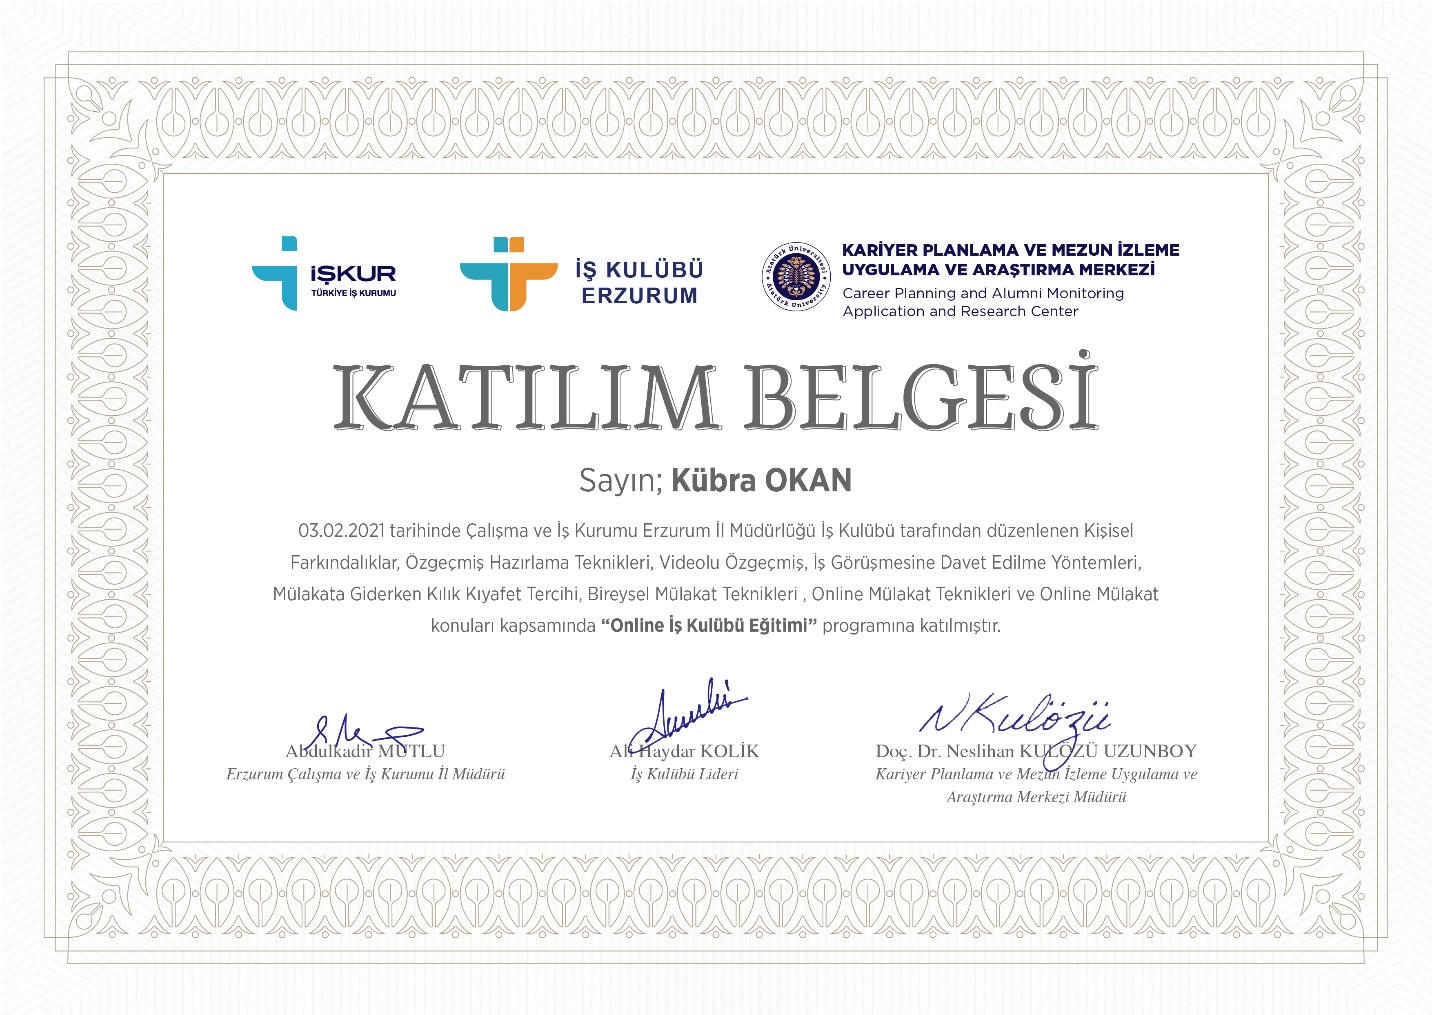 işKUR
TÜRKİYE İŞ KURUMU
İŞ KULÜBÜ
ERZURUM
Atatürk Üniversitesi
Atatürk University
KARİYER PLANLAMA VE MEZUN İZLEME
UYGULAMA VE ARAŞTIRMA MERKEZİ
Career Planning and Alumni Monitoring
Application and Research Center
KATILIM BELGESİ
Sayın; Kübra OKAN
03.02.2021 tarihinde Çalışma ve İş Kurumu Erzurum İl Müdürlüğü İş Kulübü tarafından düzenlenen Kişisel
Farkındalıklar, Özgeçmiş Hazırlama Teknikleri, Videolu Özgeçmiş, İş Görüşmesine Davet Edilme Yöntemleri,
Mülakata Giderken Kılık Kıyafet Tercihi, Bireysel Mülakat Teknikleri , Online Mülakat Teknikleri ve Online Mülakat
konuları kapsamında “Online İş Kulübü Eğitimi” programına katılmıştır.
N Kulözü
Abdulkadir MUTLU
Erzurum Çalışma ve İş Kurumu İl Müdürü
Ali Haydar KOLİK
İş Kulübü Lideri
Doç. Dr. Neslihan KULÖZÜ UZUNBOY
Kariyer Planlama ve Mezun İzleme Uygulama ve
Araştırma Merkezi Müdürü